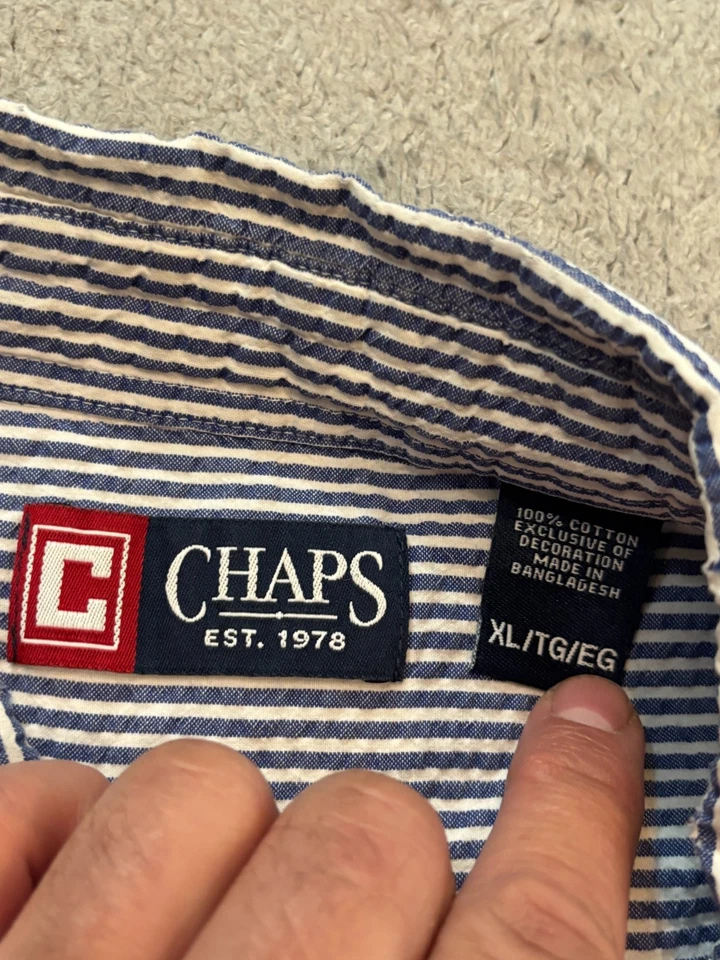 C
CHAPS
EST. 1978
100% COTTON
EXCLUSIVE OF
DECORATION
MADE IN
BANGLADESH
XL/TG/EG